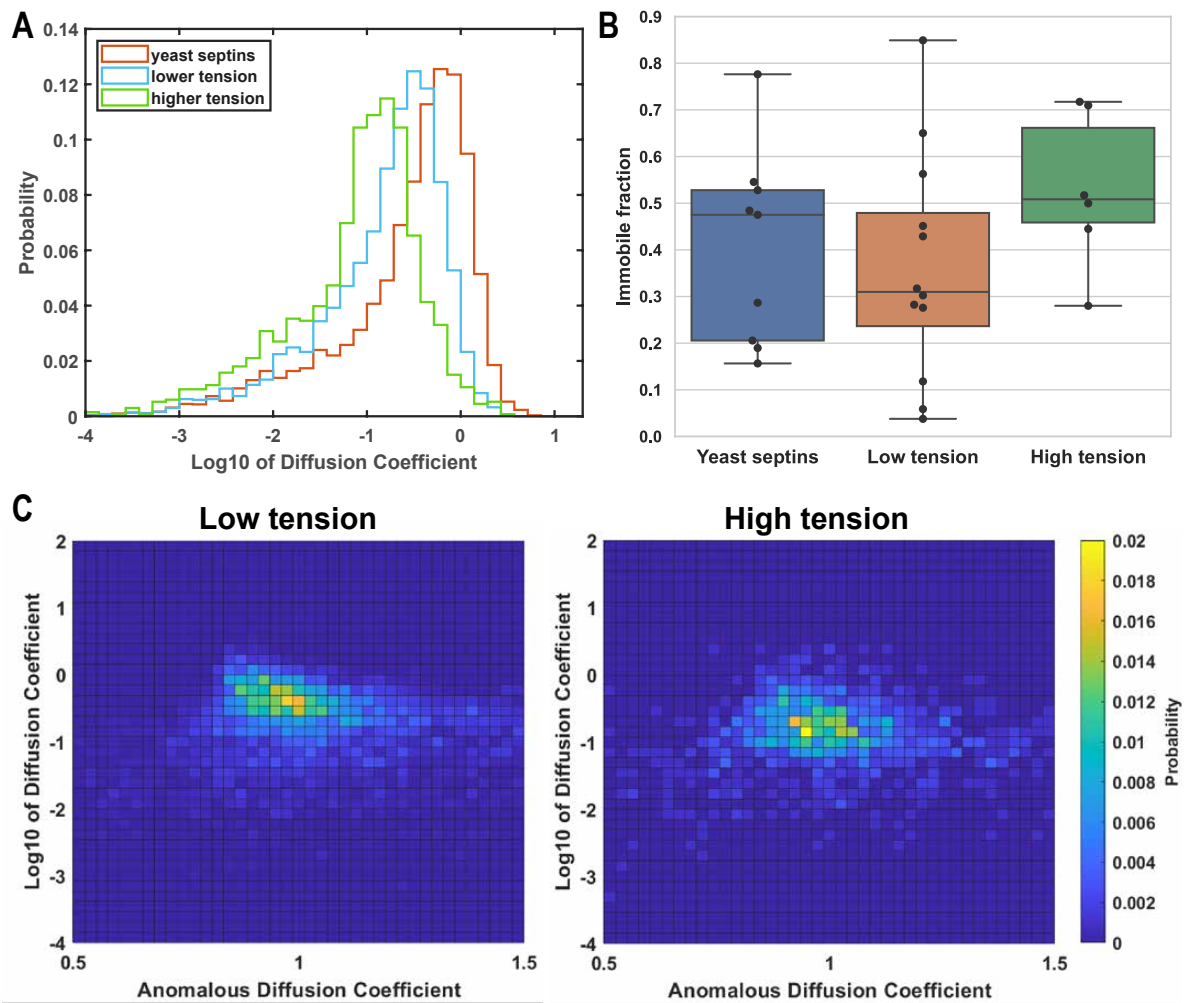 A
0.14
0.12
0.1
0.08
0.06
0.04
0.02
0
Probability
yeast septins
lower tension
higher tension
-4 -3 -2 -1 0 1
Log10 of Diffusion Coefficient
B
0.9
0.8
0.7
0.6
0.5
0.4
0.3
0.2
0.1
0.0
Immobile fraction
Yeast septins Low tension High tension
C
Low tension
2
1
0
-1
-2
-3
-4
Log10 of Diffusion Coefficient
0.5 1 1.5
Anomalous Diffusion Coefficient
High tension
2
1
0
-1
-2
-3
-4
Log10 of Diffusion Coefficient
0.5 1 1.5
Anomalous Diffusion Coefficient
0.02
0.018
0.016
0.014
0.012
0.01
0.008
0.006
0.004
0.002
0
Probability